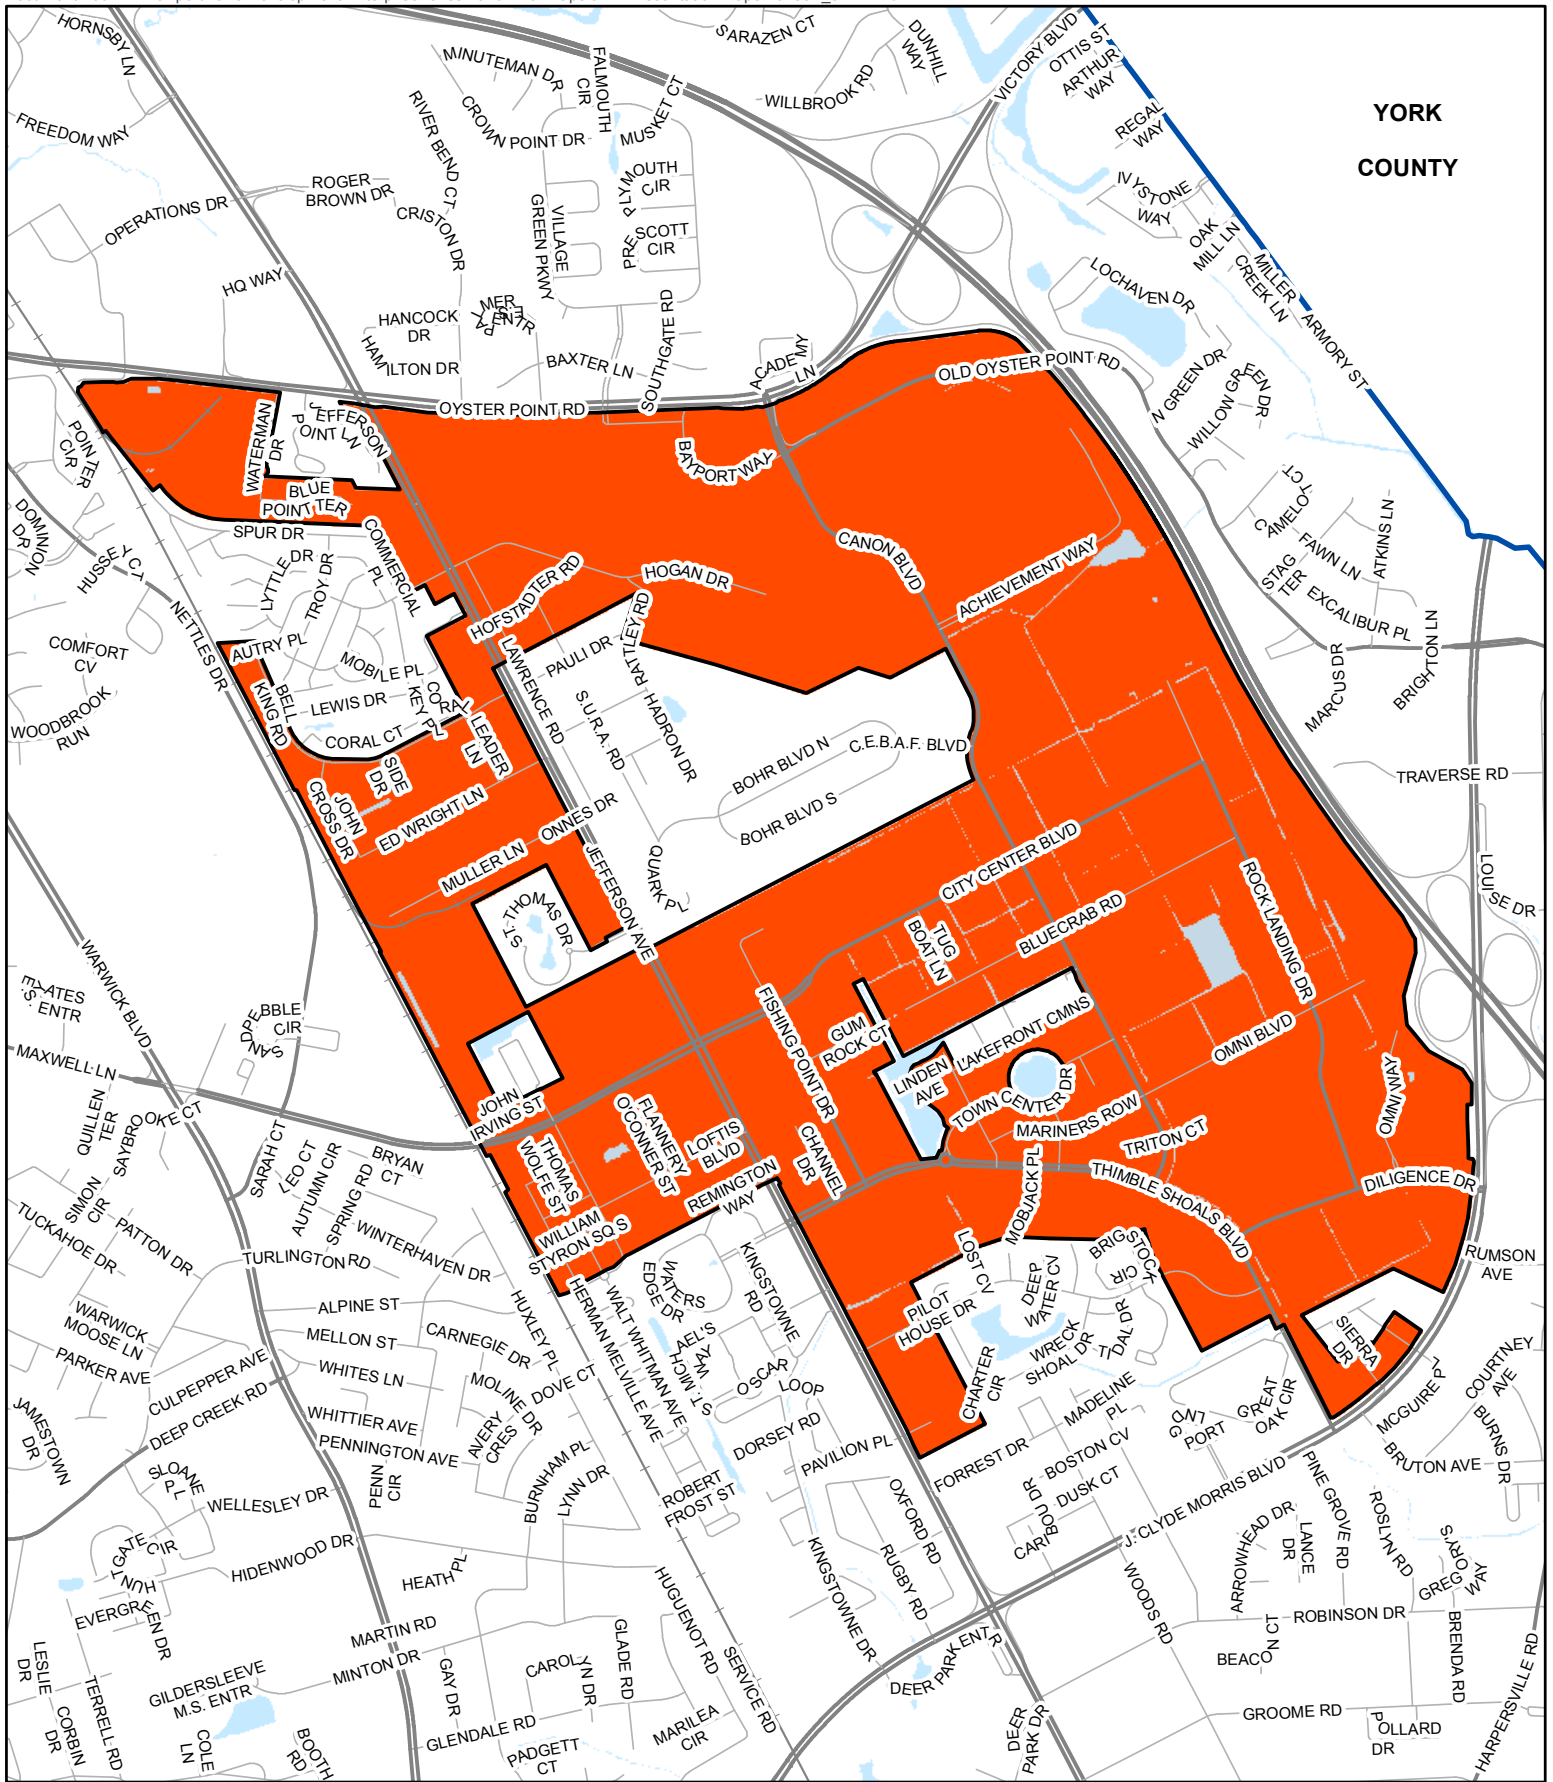 HORNSBY LN
SARAZEN CT
DUNHILL
WAY
VICTORY BLVD
OTTIS ST
ARTHUR
WAY
MINUTEMAN DR
FALMOUTH
CIR
MUSKET CT
WILLBROOK RD
REGAL
WAY
YORK
COUNTY
FREEDOM WAY
RIVER BEND CT
CROWN
POINT DR
PLYMOUTH
CIR
IVYSTONE
WAY
ROGER
BROWN DR
OPERATIONS DR
CRISTON DR
VILLAGE
GREEN PKWY
PRESCOTT
CIR
OAK
MILL LN
MILLER
CREEK LN
HQ WAY
LOCHAVEN DR
ARMORY ST
HANCOCK
DR
PALMER
E.S. ENTR
SOUTHGATE RD
HAMILTON DR
BAXTER LN
ACADEMY
LN
OLD OYSTER POINT RD
N GREEN DR
WILLOW GREEN DR
OYSTER POINT RD
WATERMAN
DR
JEFFERSON
POINT LN
JEFFERSON
POINTER
CIR
BAYPORT WAY
BLUE
POINT TER
SPUR DR
COMMERCIAL
PL
DOMINION
DR
HUSSEY CT
LYTTLE DR
TROY DR
CANON BLVD
CAMELOT CT
ATKINS LN
FAWN LN
STAG
TER
EXCALIBUR PL
HOFSTADTER RD
HOGAN DR
ACHIEVEMENT WAY
NETTLES DR
COMFORT
CV
AUTRY PL
MOBILE PL
LAWRENCE RD
PAULI DR
RATTLEY RD
BRIGHTON LN
MARCUS DR
WOODBROOK
RUN
BELL
KING RD
LEWIS DR
CORAL
KEY PL
CORAL CT
LEADER
LN
S.U.R.A. RD
HADRON DR
BOHR BLVD N
C.E.B.A.F. BLVD
BOHR BLVD S
TRAVERSE RD
SIDE
DR
JOHN
CROSS DR
ED WRIGHT LN
ONNES DR
MULLER LN
QUARK PL
JEFFERSON AVE
CITY CENTER BLVD
ROCK LANDING DR
LOUISE DR
ST. THOMAS DR
TUG
BOAT LN
BLUECRAB RD
WARWICK BLVD
YATES
E.S. ENTR
SAN PEDBBLE
CIR
FISHING POINT DR
GUM
ROCK CT
LINDEN
AVE
LAKEFRONT CMNS
OMNI BLVD
OMNI WAY
MAXWELL LN
QUILLEN
TER
SAYBROOKE CT
JOHN
IRVING ST
TOWN CENTER DR
MARINERS ROW
TRITON CT
SARAH CT
LEO CT
AUTUMN CIR
SPRING RD
BRYAN
CT
THOMAS
WOLFE ST
FLANNERY
O'CONNER ST
LOFTIS
BLVD
CHANNEL
DR
MOBJACK PL
THIMBLE SHOALS BLVD
DILIGENCE DR
REMINGTON
WAY
SIMON
CIR
TUCKAHOE DR
PATTON DR
WINTERHAVEN DR
TURLINGTON RD
WILLIAM
STYRON SQ S
KINGSTOWNE
RD
LOST CV
BRIGSTOCK
CIR
RUMSON
AVE
WARWICK
MOOSE LN
ALPINE ST
HUXLEY PL
HERMAN MELVILLE AVE
WALT WHITMAN AVE
WATERS
EDGE DR
DEEP
WATER CV
PILOT
HOUSE DR
TIDAL DR
WRECK
SHOAL DR
SIERRA
DR
MELLON ST
CARNEGIE DR
PARKER AVE
CULPEPPER AVE
WHITES LN
MOLINE DR
DOVE CT
ST. MICHAEL'S
WAY
OSCAR
LOOP
CHARTER
CIR
MADELINE
PL
GREAT
OAK CIR
MCGUIRE PL
COURTNEY
AVE
JAMESTOWN
DR
DEEP CREEK RD
WHITTIER AVE
PENNINGTON AVE
AVERY
CRES
BURNHAM PL
DORSEY RD
PAVILION PL
FORREST DR
BOSTON CV
PORT
BURNS DR
BRUTON AVE
SLOANE
PL
WELLESLEY DR
PENN
CIR
LYNN DR
ROBERT
FROST ST
OXFORD RD
CARIBOU DR
DUSK CT
J. CLYDE MORRIS BLVD
PINE GROVE RD
ROSLYN RD
HUNTGATE CIR
HIDENWOOD DR
HEATH PL
KINGSTOWNE DR
RUGBY RD
WOODS RD
ARROWHEAD DR
LANCE
DR
GREGORY'S
WAY
EVERGREEN DR
MARTIN RD
HUGUENOT RD
ROBINSON DR
BRENDA RD
BEACON CT
LESLIE
DR
MINTON DR
GAY DR
CAROLYN DR
GLADE RD
SERVICE RD
DEER PARK ENTR
HARPERSVILLE RD
GILDERSLEEVE
M.S. ENTR
CORBIN
DR
TERRELL RD
COLE
LN
BOOTH
RD
GLENDALE RD
PADGETT
CT
MARILEA
CIR
DEER
PARK DR
GROOME RD
POLLARD
DR